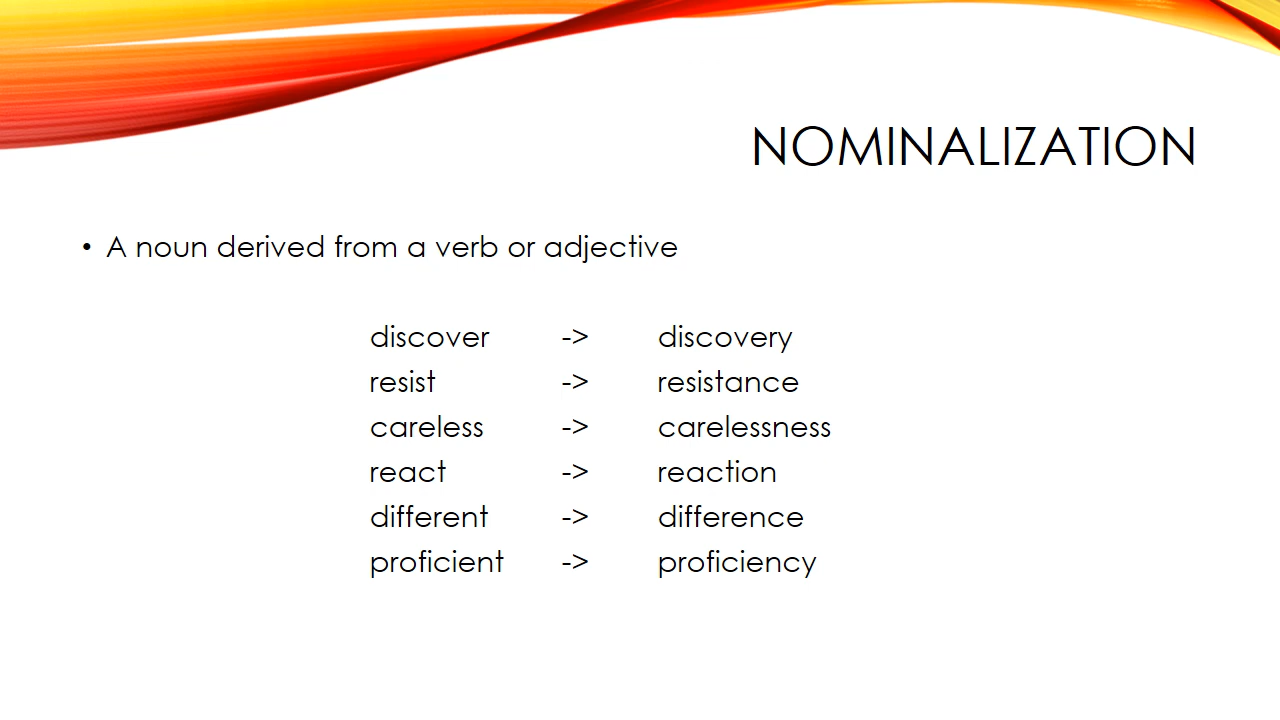 NOMINALIZATION
• A noun derived from a verb or adjective
discover -> discovery
resist -> resistance
careless -> carelessness
react -> reaction
different -> difference
proficient -> proficiency